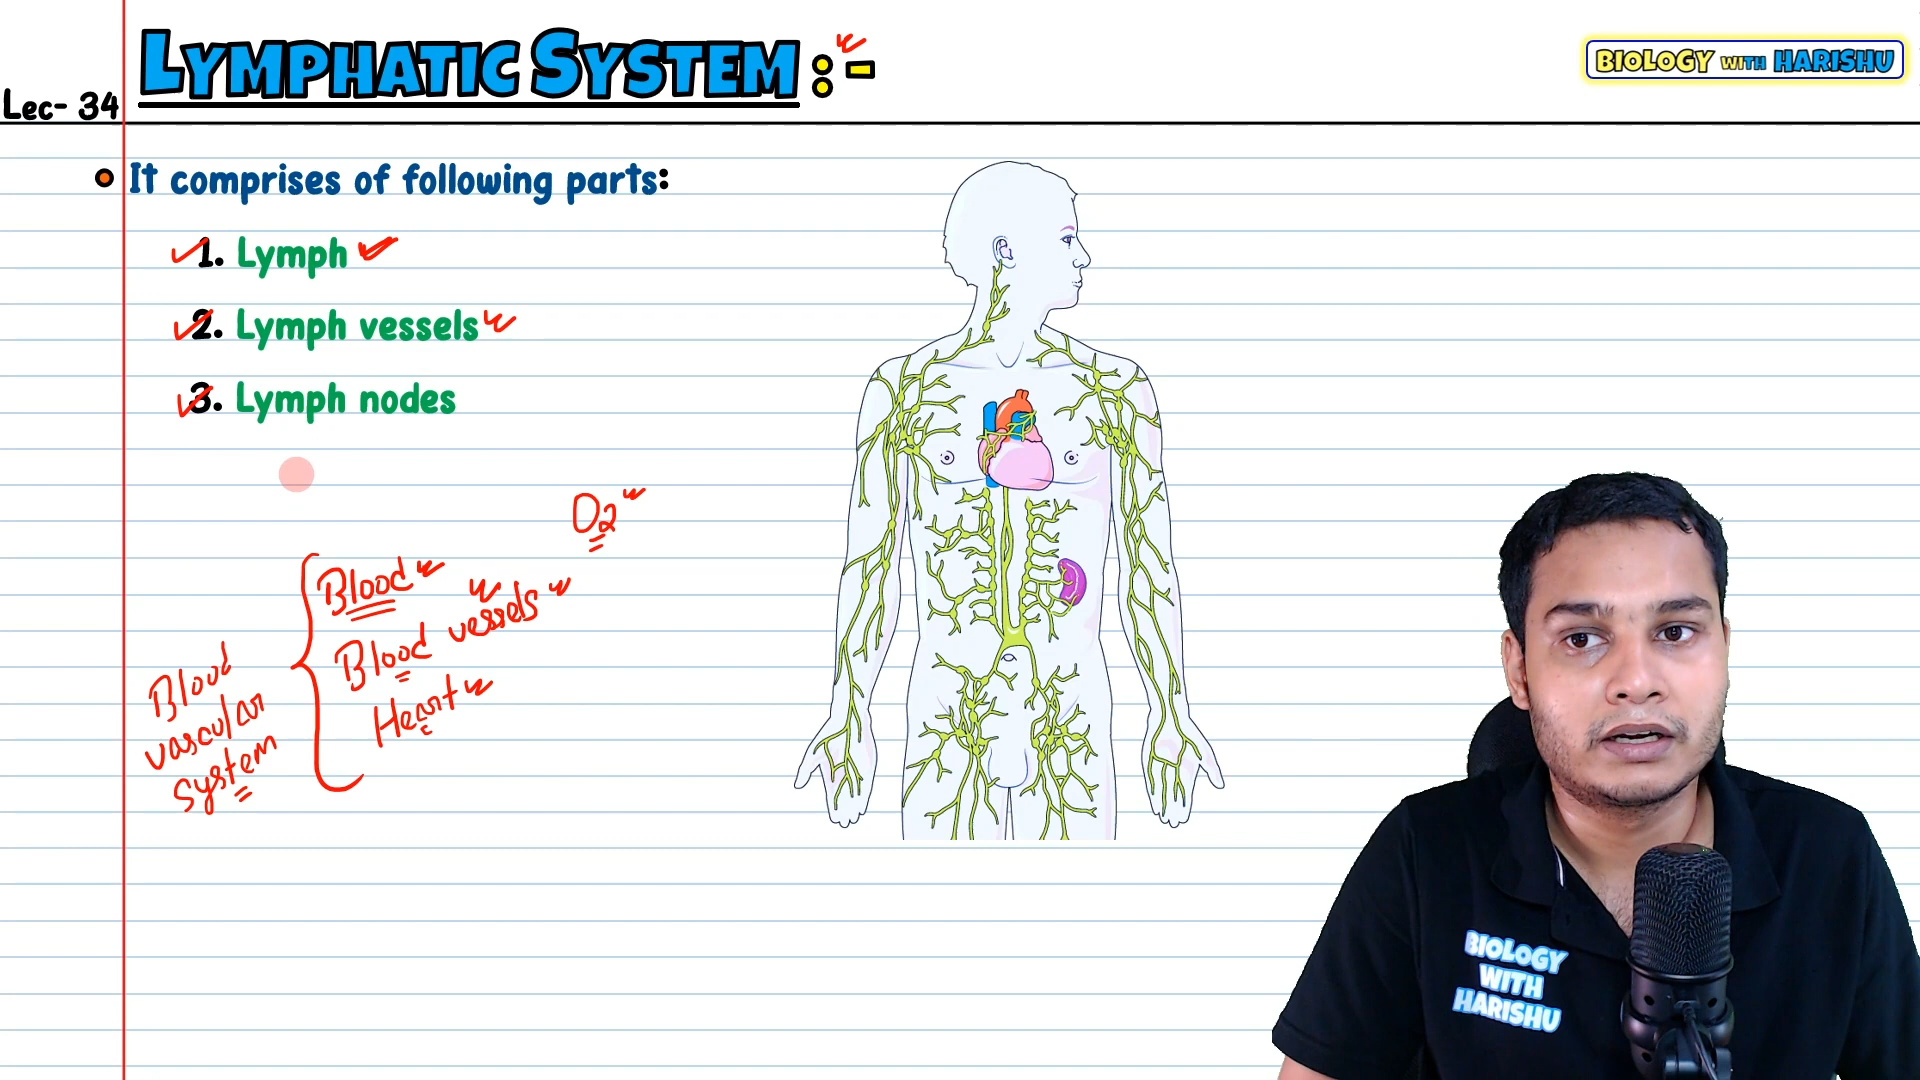 LYMPHATIC SYSTEM :-
BIOLOGY WITH HARISHU
Lec- 34
It comprises of following parts:
1. Lymph
2. Lymph vessels
3. Lymph nodes
O2
Blood
Blood vessels
Heart
Blood
vascular
system
BIOLOGY
WITH
HARISHU